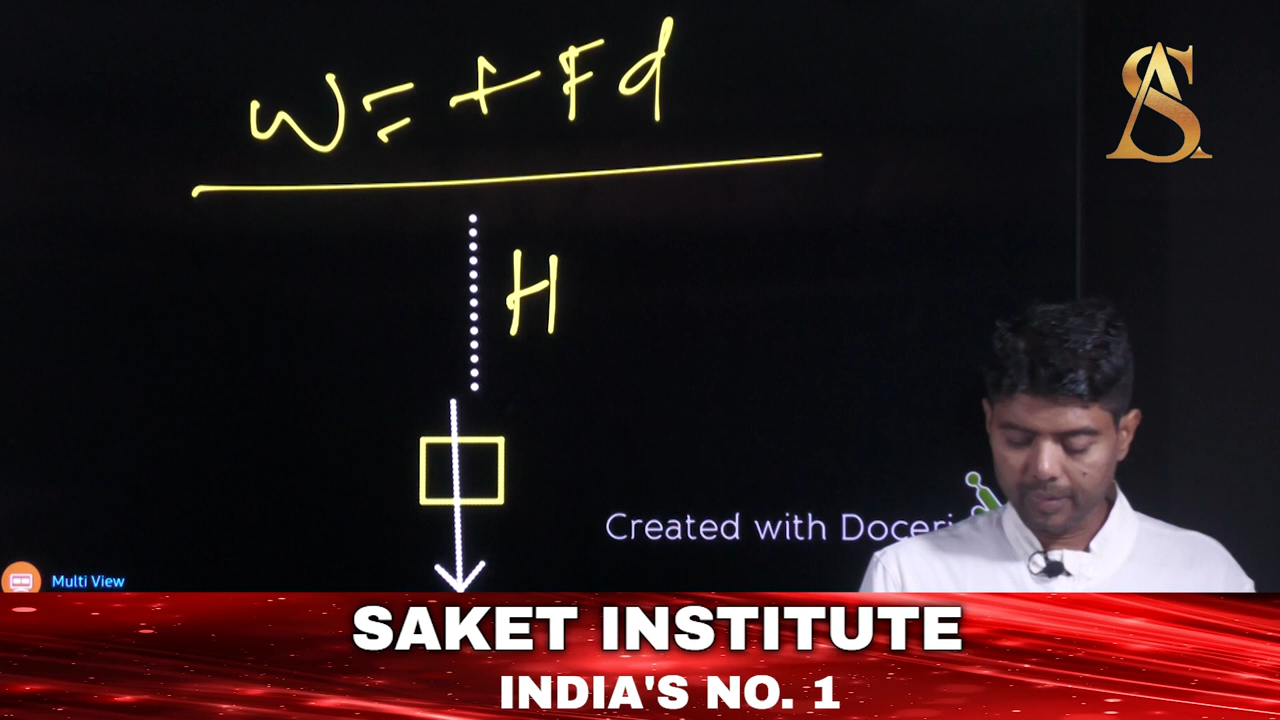 W = + Fd
H
Created with Doceri
Multi View
SAKET INSTITUTE
INDIA'S NO. 1